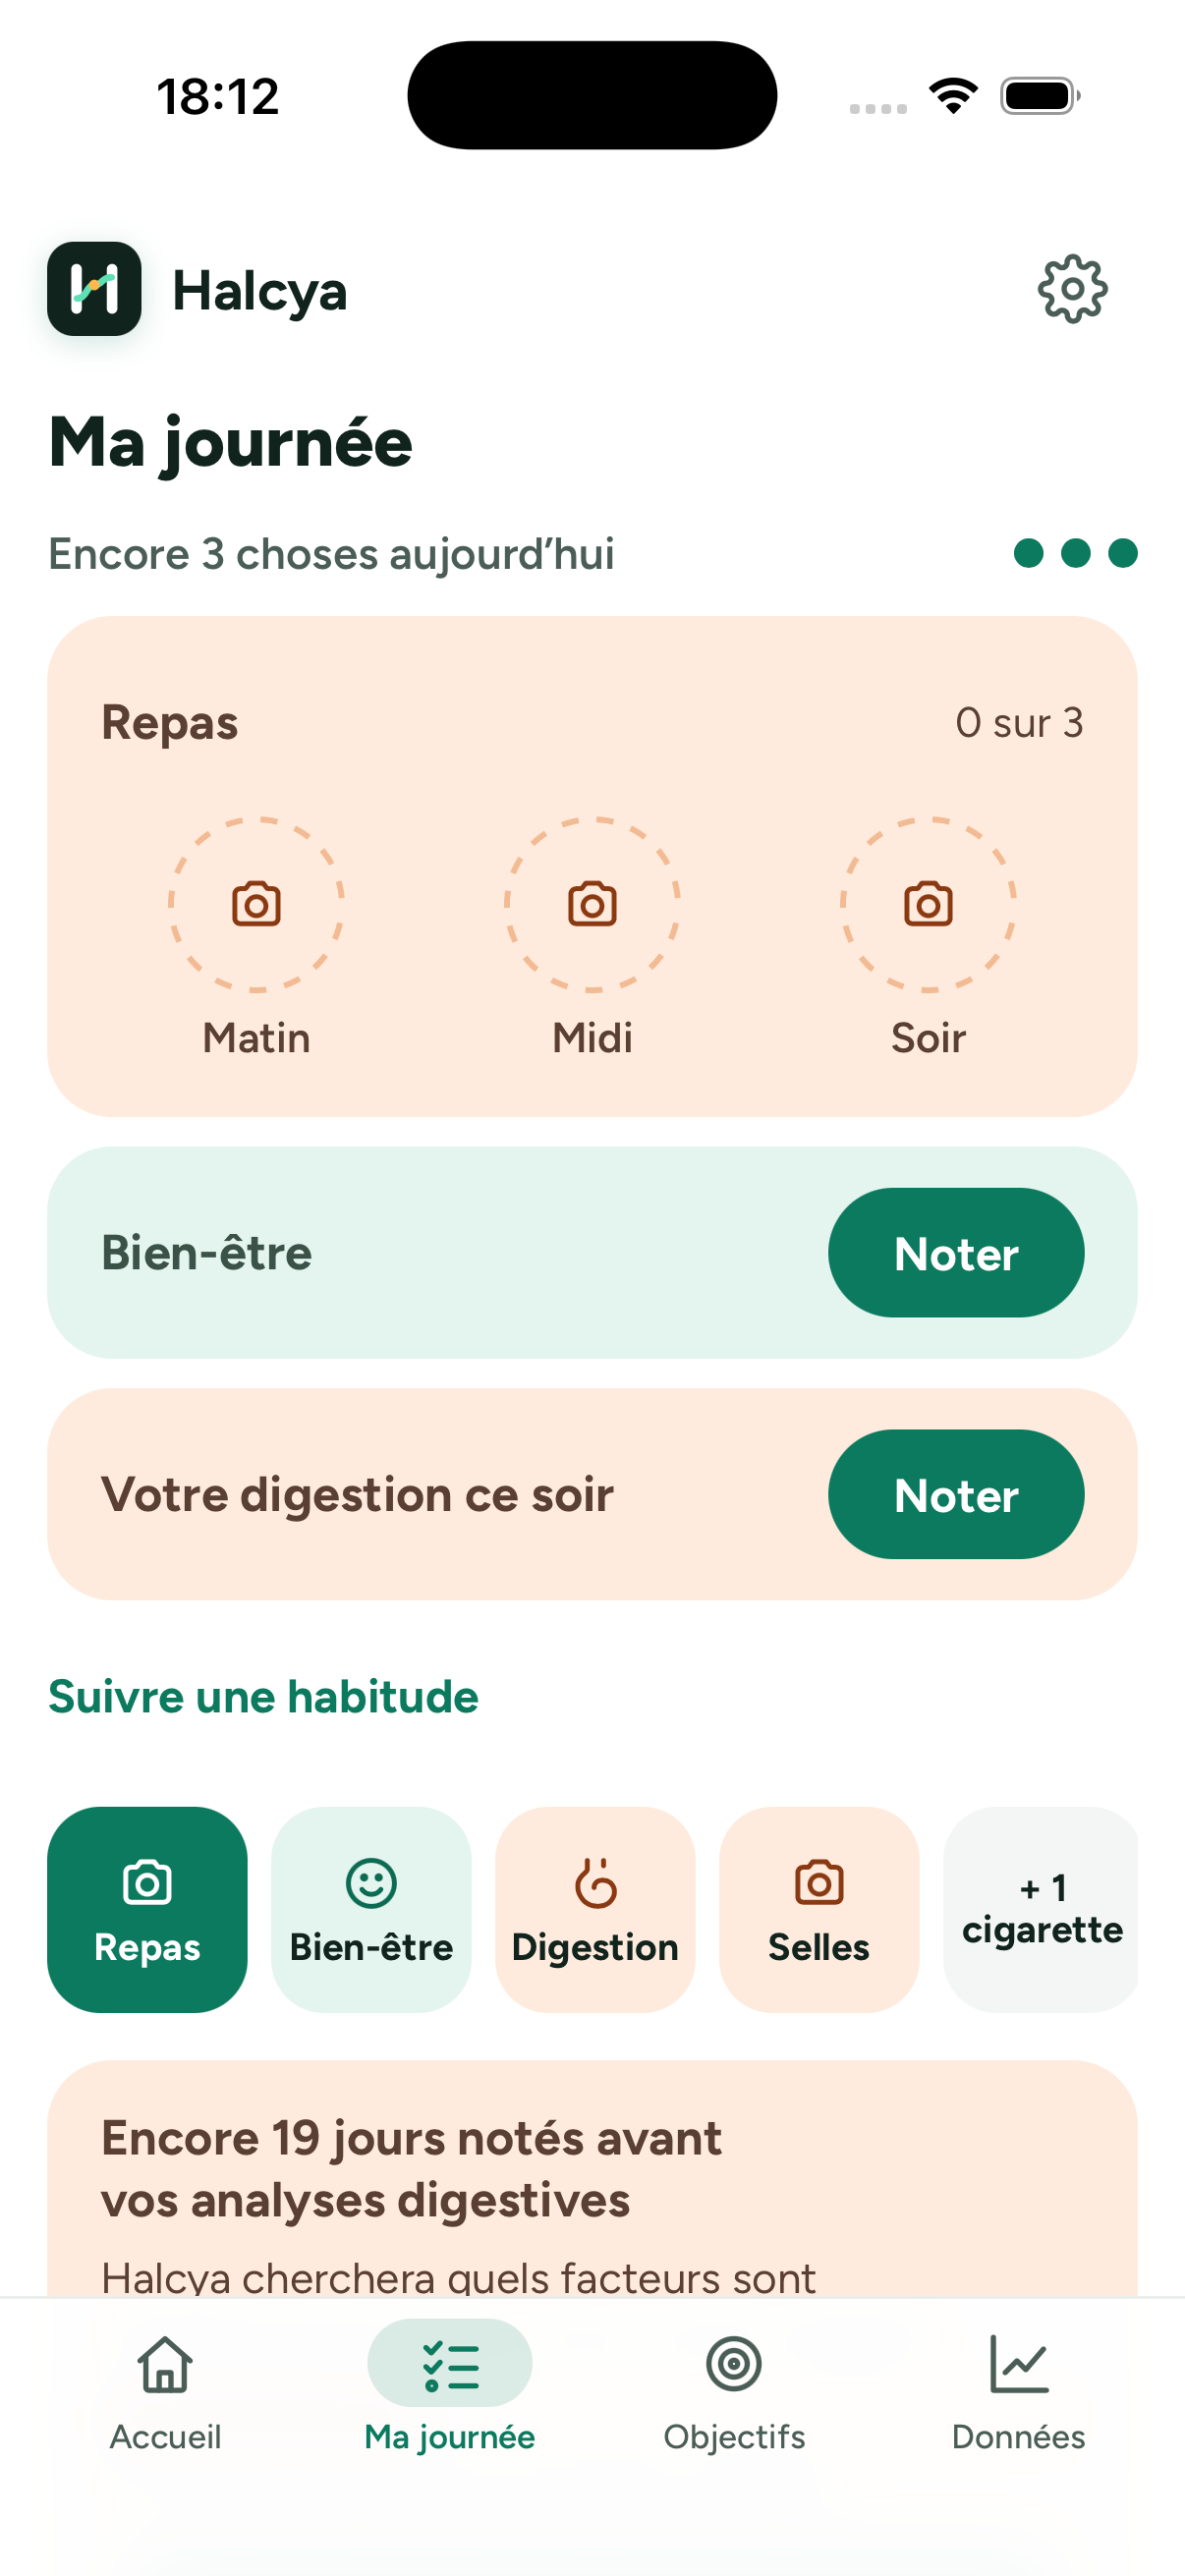 18:12
Halcya
Ma journée
Encore 3 choses aujourd’hui
Repas
0 sur 3
Matin
Midi
Soir
Bien-être
Noter
Votre digestion ce soir
Noter
Suivre une habitude
Repas
Bien-être
Digestion
Selles
+ 1
cigarette
Encore 19 jours notés avant
vos analyses digestives
Halcya cherchera quels facteurs sont
Accueil
Ma journée
Objectifs
Données